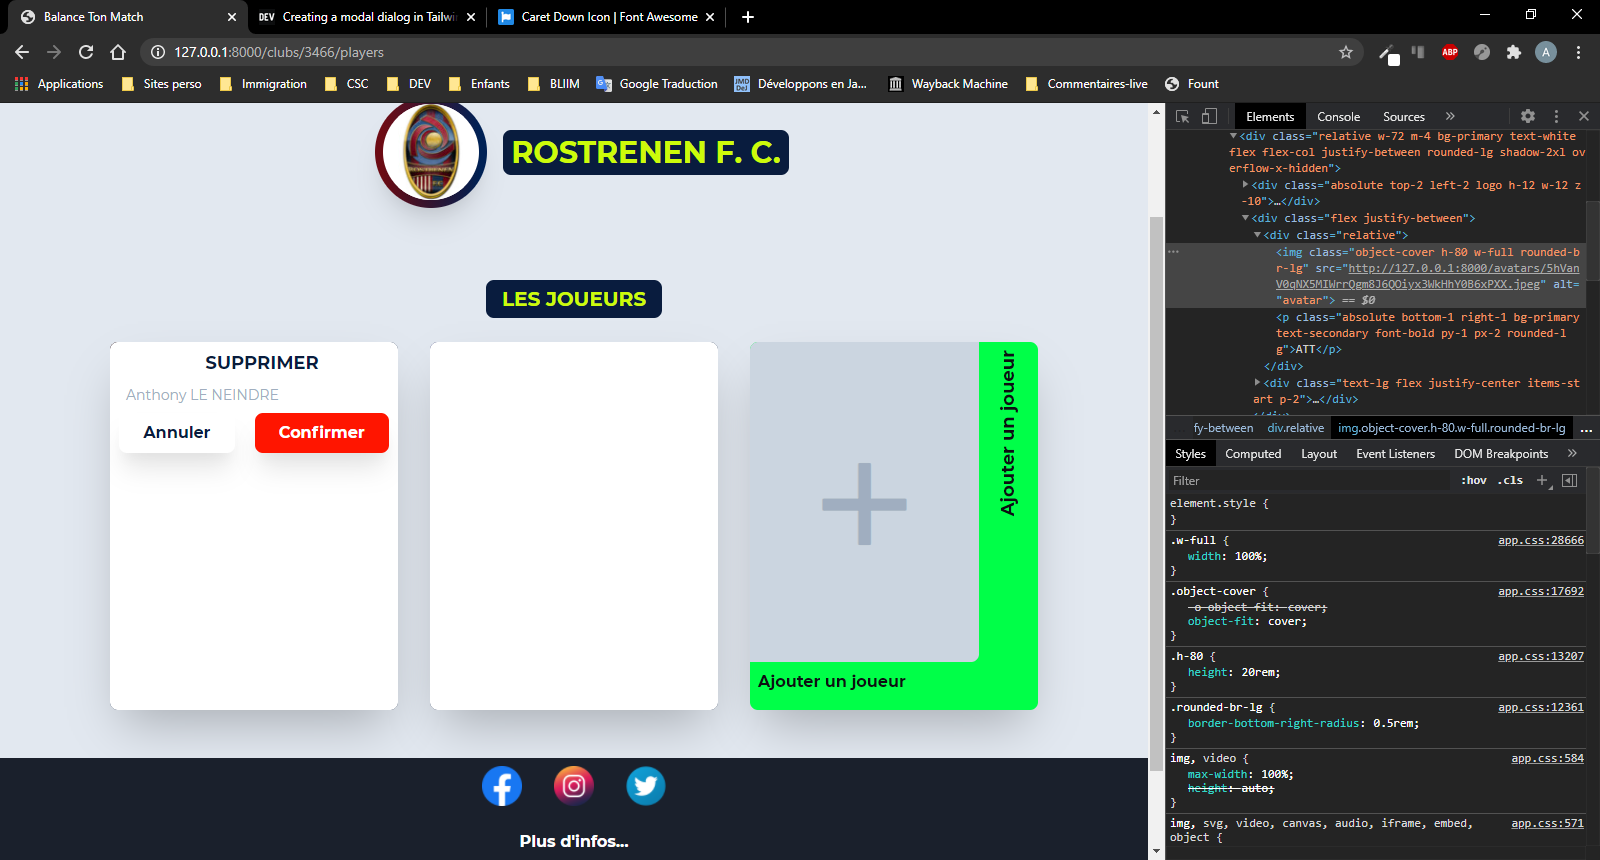 Balance Ton Match
DEV Creating a modal dialog in Tailwi
Caret Down Icon | Font Awesome
127.0.0.1:8000/clubs/3466/players
ABP
A
Applications
Sites perso
Immigration
CSC
DEV
Enfants
BLIIM
Google Traduction
Développons en Ja...
Wayback Machine
Commentaires-live
Fount
ROSTRENEN F. C.
LES JOUEURS
SUPPRIMER
Anthony LE NEINDRE
Annuler
Confirmer
Ajouter un joueur
Ajouter un joueur
Plus d'infos...
Elements Console Sources »
<div class="relative w-72 m-4 bg-primary text-white
flex flex-col justify-between rounded-lg shadow-2xl ov
erflow-x-hidden">
<div class="absolute top-2 left-2 logo h-12 w-12 z
-10">…</div>
<div class="flex justify-between">
<div class="relative">
<img class="object-cover h-80 w-full rounded-b
r-lg" src="http://127.0.0.1:8000/avatars/5hVan
V0qNX5MIWrrQgm8J6QOiyx3WkHhY0B6xPXX.jpeg" alt=
"avatar"> == $0
<p class="absolute bottom-1 right-1 bg-primary
text-secondary font-bold py-1 px-2 rounded-l
g">ATT</p>
</div>
<div class="text-lg flex justify-center items-st
art p-2">…</div>
fy-between div.relative img.object-cover.h-80.w-full.rounded-br-lg ...
Styles Computed Layout Event Listeners DOM Breakpoints »
Filter :hov .cls +
element.style {
}
.w-full { app.css:28666
width: 100%;
}
.object-cover { app.css:17692
-o-object-fit: cover;
object-fit: cover;
}
.h-80 { app.css:13207
height: 20rem;
}
.rounded-br-lg { app.css:12361
border-bottom-right-radius: 0.5rem;
}
img, video { app.css:584
max-width: 100%;
height: auto;
}
img, svg, video, canvas, audio, iframe, embed, app.css:571
object {